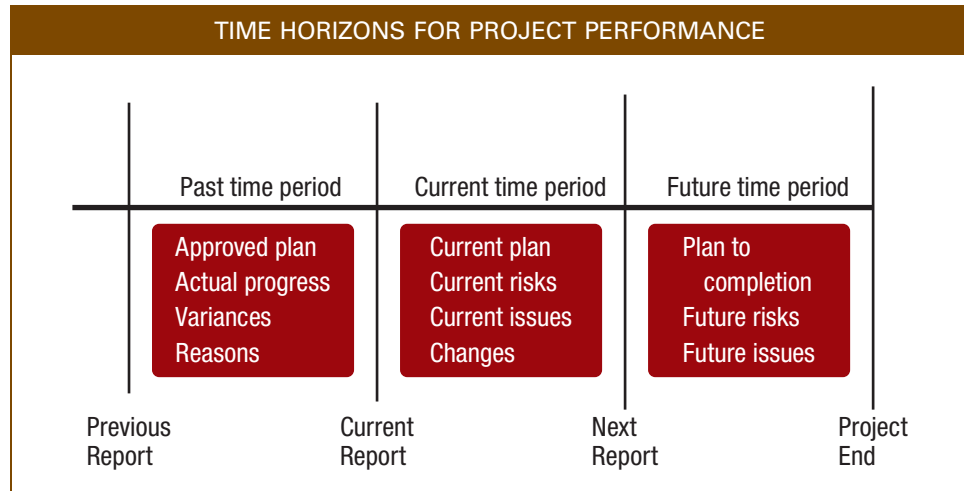 TIME HORIZONS FOR PROJECT PERFORMANCE
Past time period
Current time period
Future time period
Approved plan
Actual progress
Variances
Reasons
Current plan
Current risks
Current issues
Changes
Plan to
completion
Future risks
Future issues
Previous
Report
Current
Report
Next
Report
Project
End